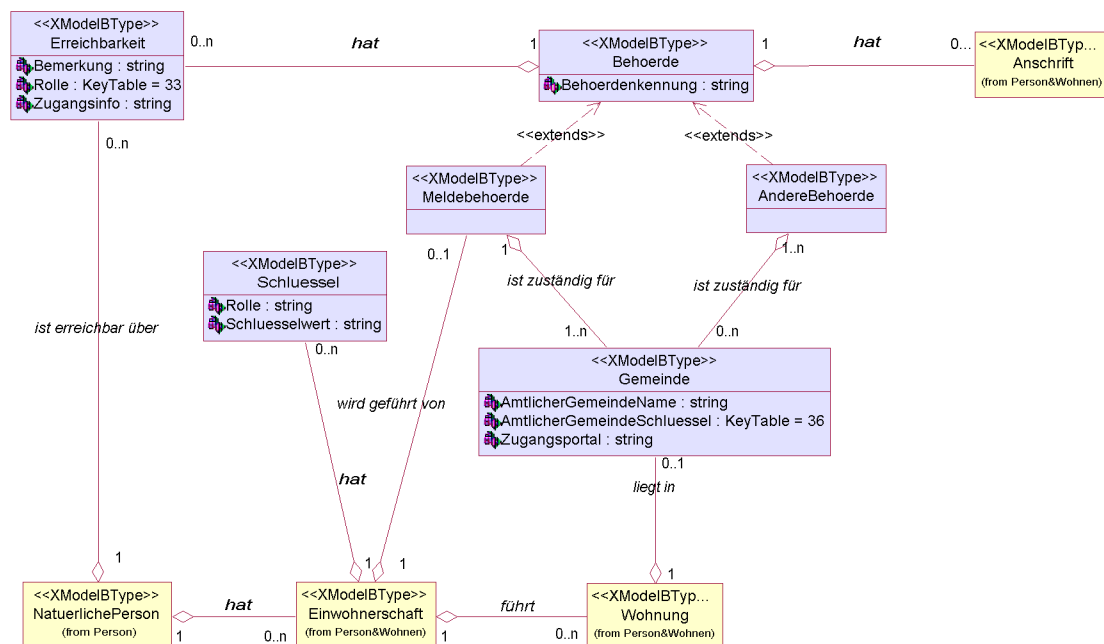 <<XModelBType>>
Erreichbarkeit
Bemerkung : string
Rolle : KeyTable = 33
Zugangsinfo : string
0..n
hat
1
<<XModelBType>>
Behoerde
Behoerdenkennung : string
1
hat
0...
<<XModelBTyp...
Anschrift
(from Person&Wohnen)
0..n
<<extends>>
<<extends>>
<<XModelBType>>
Meldebehoerde
<<XModelBType>>
AndereBehoerde
0..1
1
1..n
<<XModelBType>>
Schluessel
Rolle : string
Schluesselwert : string
ist zuständig für
ist zuständig für
ist erreichbar über
0..n
1..n
0..n
<<XModelBType>>
Gemeinde
AmtlicherGemeindeName : string
AmtlicherGemeindeSchluessel : KeyTable = 36
Zugangsportal : string
wird geführt von
0..1
hat
liegt in
1
1
1
1
<<XModelBType>>
NatuerlichePerson
(from Person)
hat
1
0..n
<<XModelBType>>
Einwohnerschaft
(from Person&Wohnen)
führt
1
0..n
<<XModelBTyp...
Wohnung
(from Person&Wohnen)